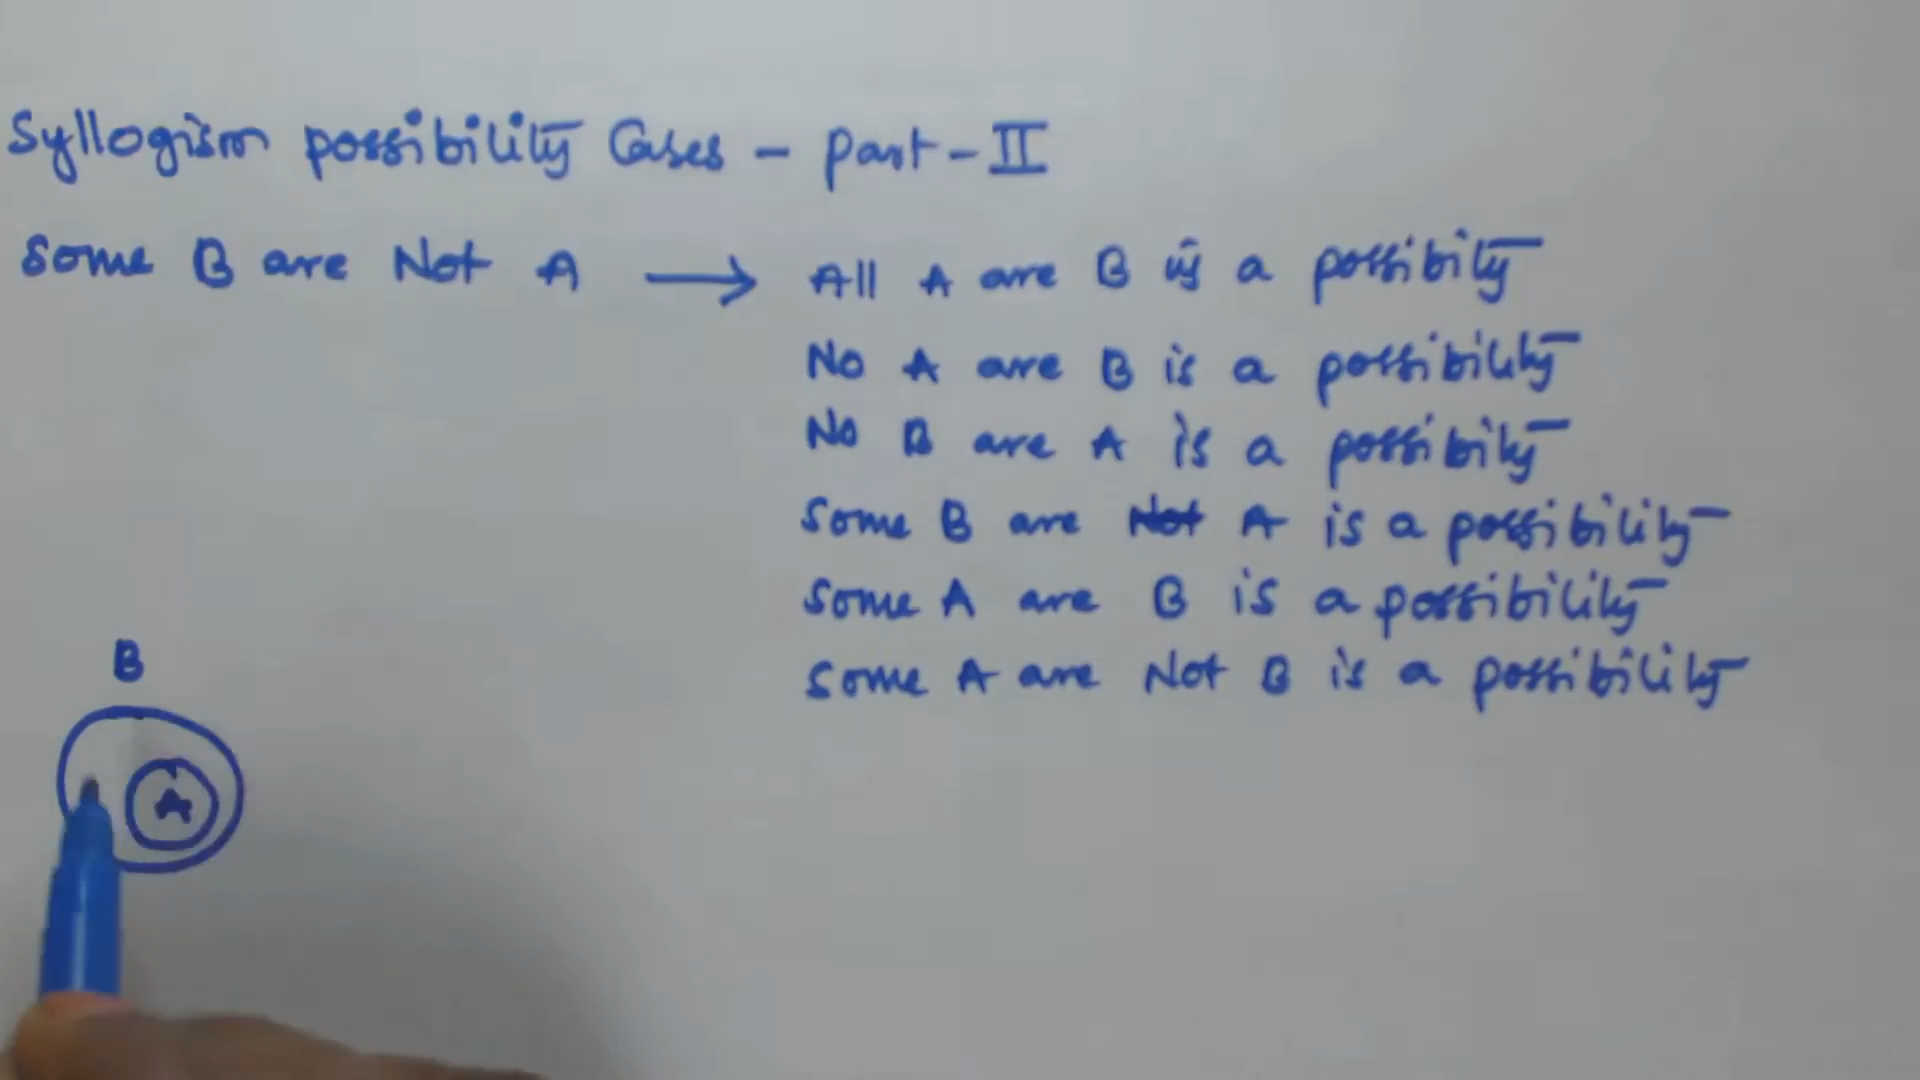 Syllogism possibility Cases - part - II
Some B are Not A → All A are B is a possibility
No A are B is a possibility
No B are A is a possibility
Some B are Not A is a possibility
Some A are B is a possibility
Some A are Not B is a possibility
B
A